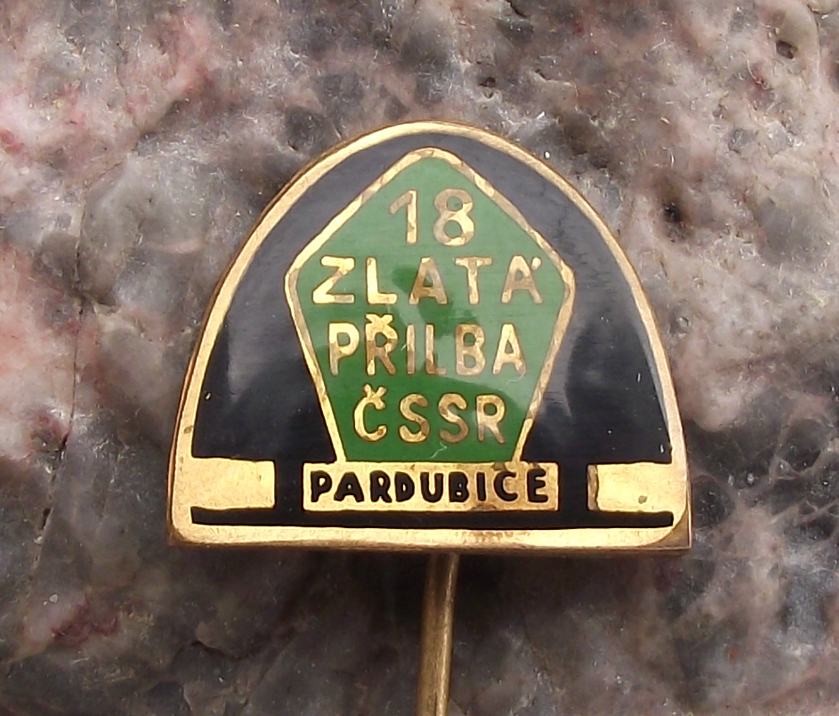 18
ZLATÁ
PŘILBA
ČSSR
PARDUBICE